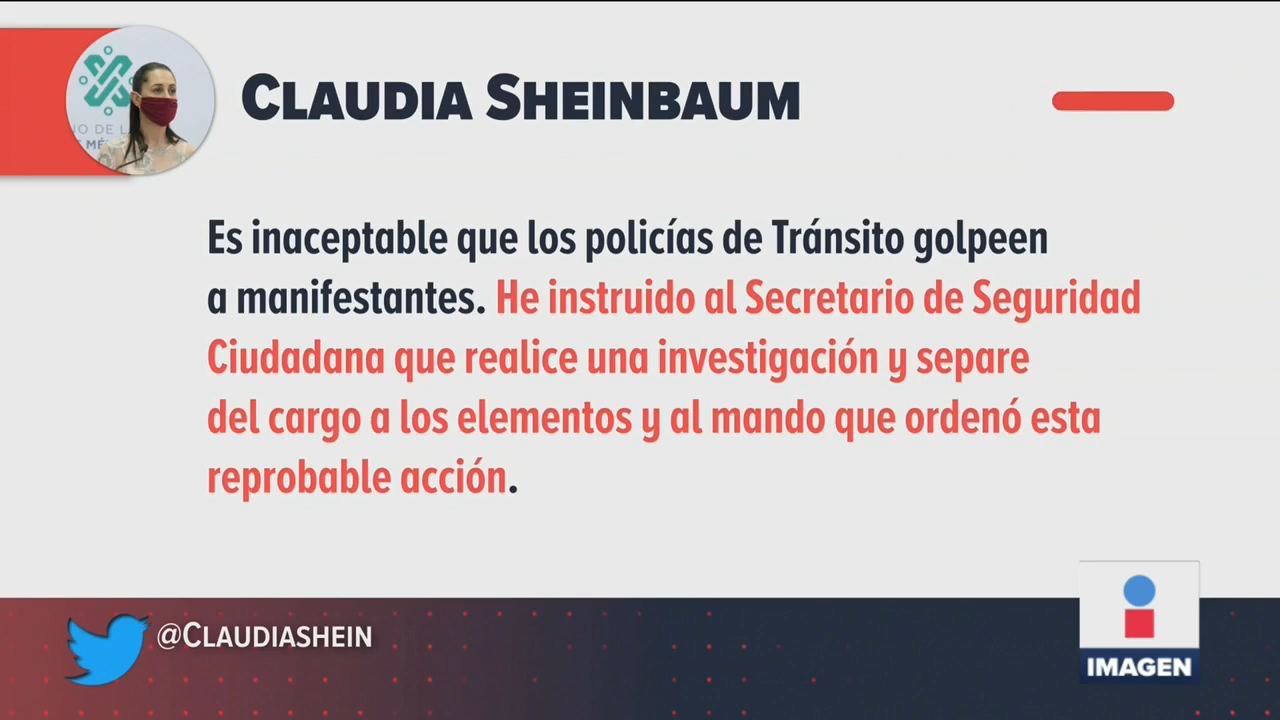 CLAUDIA SHEINBAUM
Es inaceptable que los policías de Tránsito golpeen
a manifestantes. He instruido al Secretario de Seguridad
Ciudadana que realice una investigación y separe
del cargo a los elementos y al mando que ordenó esta
reprobable acción.
@CLAUDIASHEIN
IMAGEN